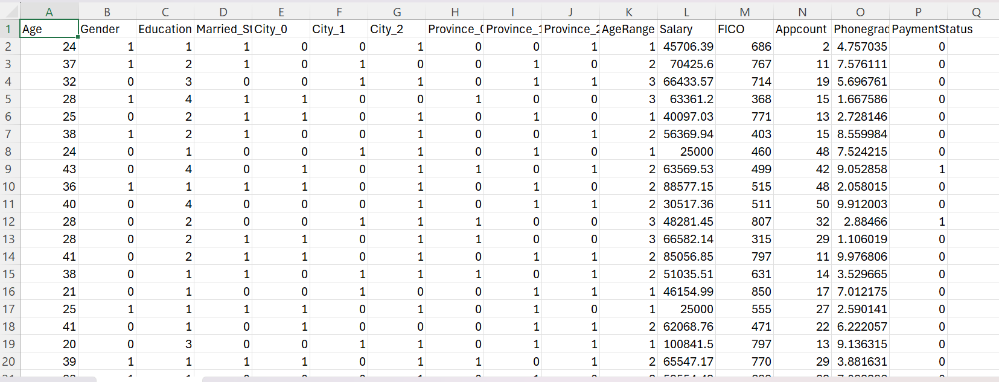 A B C D E F G H I J K L M N O P Q
1 Age Gender Education Married_St City_0 City_1 City_2 Province_0 Province_1 Province_2 AgeRange Salary FICO Appcount Phonegrad PaymentStatus
2 24 1 1 1 0 0 1 0 0 1 1 45706.39 686 2 4.757035 0
3 37 1 2 1 0 1 0 0 1 0 2 70425.6 767 11 7.576111 0
4 32 0 3 0 0 1 1 0 1 1 3 66433.57 714 19 5.696761 0
5 28 1 4 1 1 0 0 1 0 0 3 63361.2 368 15 1.667586 0
6 25 0 2 1 1 0 1 0 1 0 1 40097.03 771 13 2.728146 0
7 38 1 2 1 0 0 1 0 0 1 2 56369.94 403 15 8.559984 0
8 24 0 1 0 0 1 1 0 1 0 1 25000 460 48 7.524215 0
9 43 0 4 0 1 0 1 1 0 1 2 63569.53 499 42 9.052858 1
10 36 1 1 1 1 0 1 0 1 0 2 88577.15 515 48 2.058015 0
11 40 0 4 0 0 0 1 0 1 1 2 30517.36 511 50 9.912003 0
12 28 0 2 0 0 1 1 1 0 0 3 48281.45 807 32 2.88466 1
13 28 0 2 1 1 0 1 1 0 0 3 66582.14 315 29 1.106019 0
14 41 0 2 1 1 0 1 0 1 1 2 85056.85 797 11 9.976806 0
15 38 0 1 1 0 1 1 1 0 1 2 51035.51 631 14 3.529665 0
16 21 0 1 0 0 1 0 0 1 1 1 46154.99 850 17 7.012175 0
17 25 1 1 1 1 0 1 0 1 0 1 25000 555 27 2.590141 0
18 41 0 1 0 1 0 0 0 1 1 2 62068.76 471 22 6.222057 0
19 20 0 3 0 0 1 1 0 1 1 1 100841.5 797 13 9.136315 0
20 39 1 1 1 1 0 1 1 0 1 2 65547.17 770 29 3.881631 0